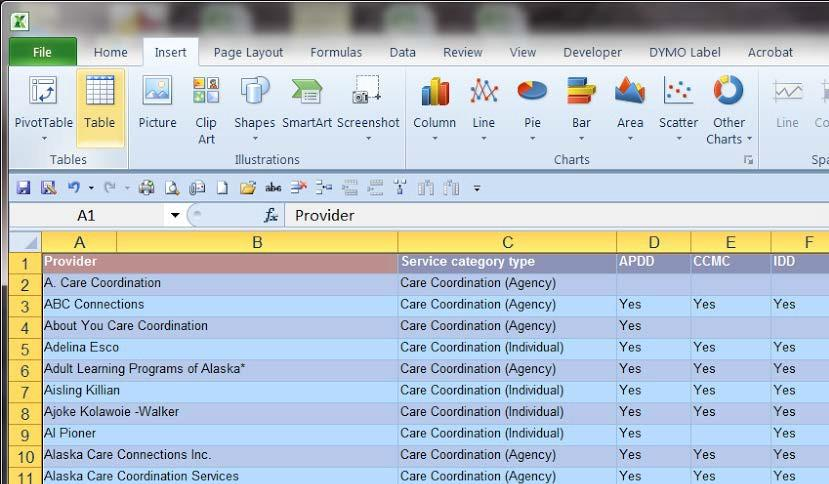 File Home Insert Page Layout Formulas Data Review View Developer DYMO Label Acrobat
PivotTable Table Picture Clip Art Shapes SmartArt Screenshot Column Line Pie Bar Area Scatter Other Charts Line
Tables Illustrations Charts
abc
A1 fx Provider
A B C D E F
1 Provider Service category type APDD CCMC IDD
2 A. Care Coordination Care Coordination (Agency)
3 ABC Connections Care Coordination (Agency) Yes Yes Yes
4 About You Care Coordination Care Coordination (Agency) Yes
5 Adelina Esco Care Coordination (Individual) Yes Yes Yes
6 Adult Learning Programs of Alaska* Care Coordination (Agency) Yes Yes Yes
7 Aisling Killian Care Coordination (Individual) Yes Yes Yes
8 Ajoke Kolawoie -Walker Care Coordination (Individual) Yes Yes Yes
9 Al Pioner Care Coordination (Individual) Yes Yes
10 Alaska Care Connections Inc. Care Coordination (Agency) Yes Yes Yes
11 Alaska Care Coordination Services Care Coordination (Agency) Yes Yes Yes